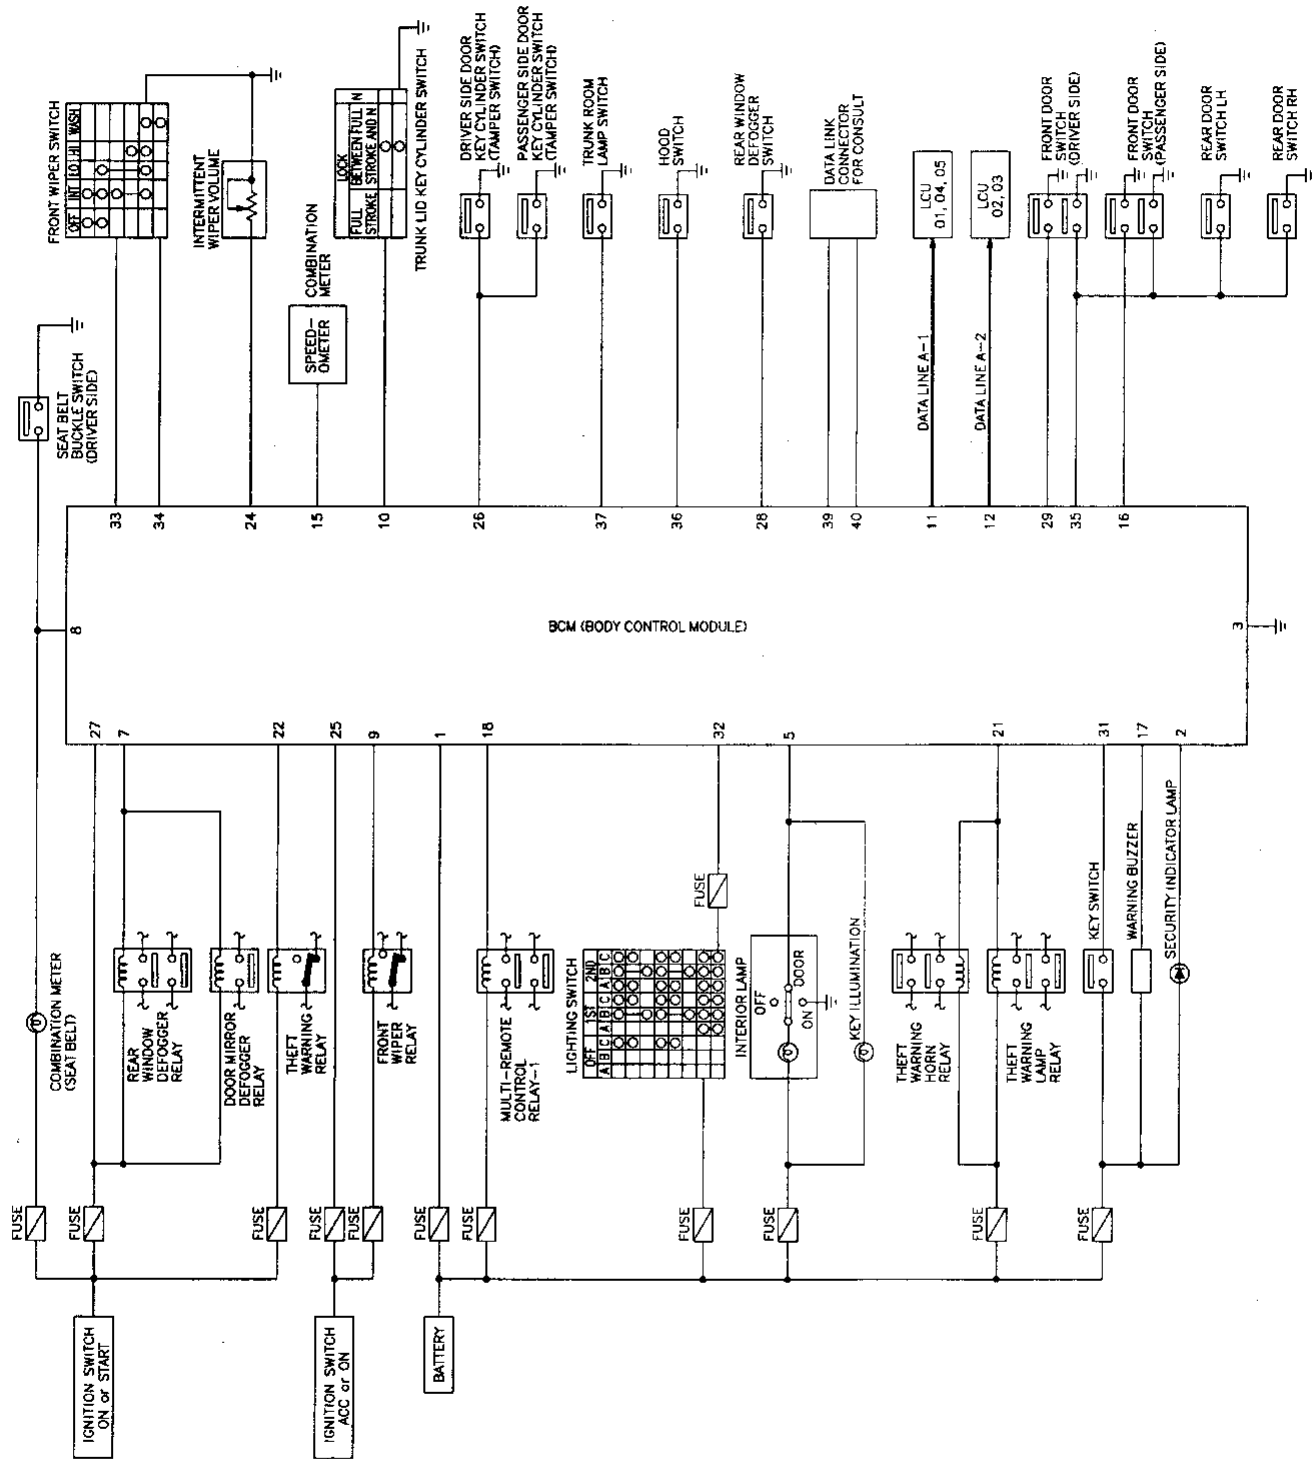 FRONT WIPER SWITCH
OFF INT LO HI WASH
INTERMITTENT
WIPER VOLUME
SEAT BELT
BUCKLE SWITCH
(DRIVER SIDE)
SPEED-
OMETER
COMBINATION
METER
LOCK
FULL
STROKE
BETWEEN FULL
STROKE AND N
N
TRUNK LID KEY CYLINDER SWITCH
DRIVER SIDE DOOR
KEY CYLINDER SWITCH
(TAMPER SWITCH)
PASSENGER SIDE DOOR
KEY CYLINDER SWITCH
(TAMPER SWITCH)
TRUNK ROOM
LAMP SWITCH
HOOD
SWITCH
REAR WINDOW
DEFOGGER
SWITCH
DATA LINK
CONNECTOR
FOR CONSULT
LCU
01, 04, 05
LCU
02, 03
DATA LINE A-1
DATA LINE A-2
FRONT DOOR
SWITCH
(DRIVER SIDE)
FRONT DOOR
SWITCH
(PASSENGER SIDE)
REAR DOOR
SWITCH LH
REAR DOOR
SWITCH RH
33
34
24
15
10
26
37
36
28
39
40
11
12
29
35
16
8
BCM (BODY CONTROL MODULE)
3
27
7
22
25
9
1
18
32
5
21
31
17
2
COMBINATION METER
(SEAT BELT)
REAR
WINDOW
DEFOGGER
RELAY
DOOR MIRROR
DEFOGGER
RELAY
THEFT
WARNING
RELAY
FRONT
WIPER
RELAY
MULTI-REMOTE
CONTROL
RELAY-1
LIGHTING SWITCH
OFF 1ST 2ND
A B C A B C A B C
FUSE
INTERIOR LAMP
OFF
DOOR
ON
KEY ILLUMINATION
THEFT
WARNING
HORN
RELAY
THEFT
WARNING
LAMP
RELAY
KEY SWITCH
WARNING BUZZER
SECURITY INDICATOR LAMP
FUSE
FUSE
FUSE
FUSE
FUSE
FUSE
FUSE
FUSE
FUSE
FUSE
FUSE
IGNITION SWITCH
ON or START
IGNITION SWITCH
ACC or ON
BATTERY